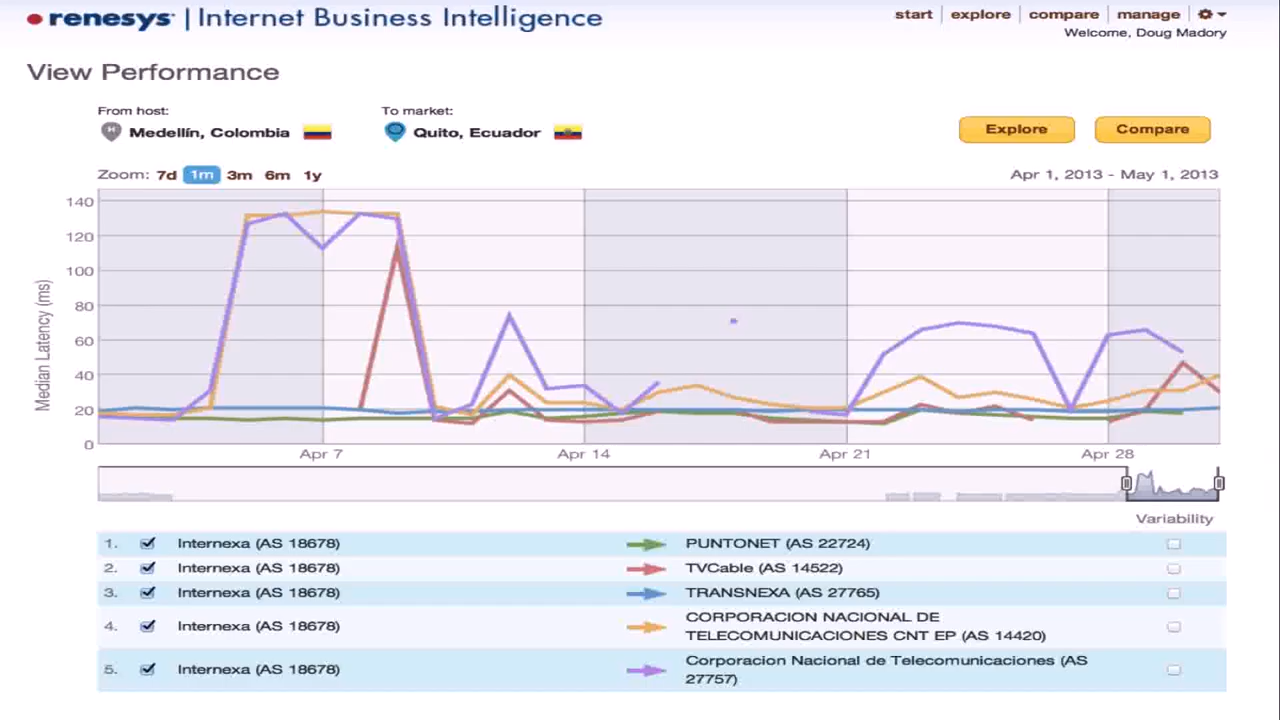 renesys | Internet Business Intelligence
start explore compare manage
Welcome, Doug Madory
View Performance
From host: To market:
H Medellín, Colombia Quito, Ecuador Explore Compare
Zoom: 7d 1m 3m 6m 1y Apr 1, 2013 - May 1, 2013
Median Latency (ms)
140
120
100
80
60
40
20
0
Apr 7 Apr 14 Apr 21 Apr 28
Variability
1. Internexa (AS 18678) PUNTONET (AS 22724)
2. Internexa (AS 18678) TVCable (AS 14522)
3. Internexa (AS 18678) TRANSNEXA (AS 27765)
4. Internexa (AS 18678) CORPORACION NACIONAL DE
TELECOMUNICACIONES CNT EP (AS 14420)
5. Internexa (AS 18678) Corporacion Nacional de Telecomunicaciones (AS
27757)